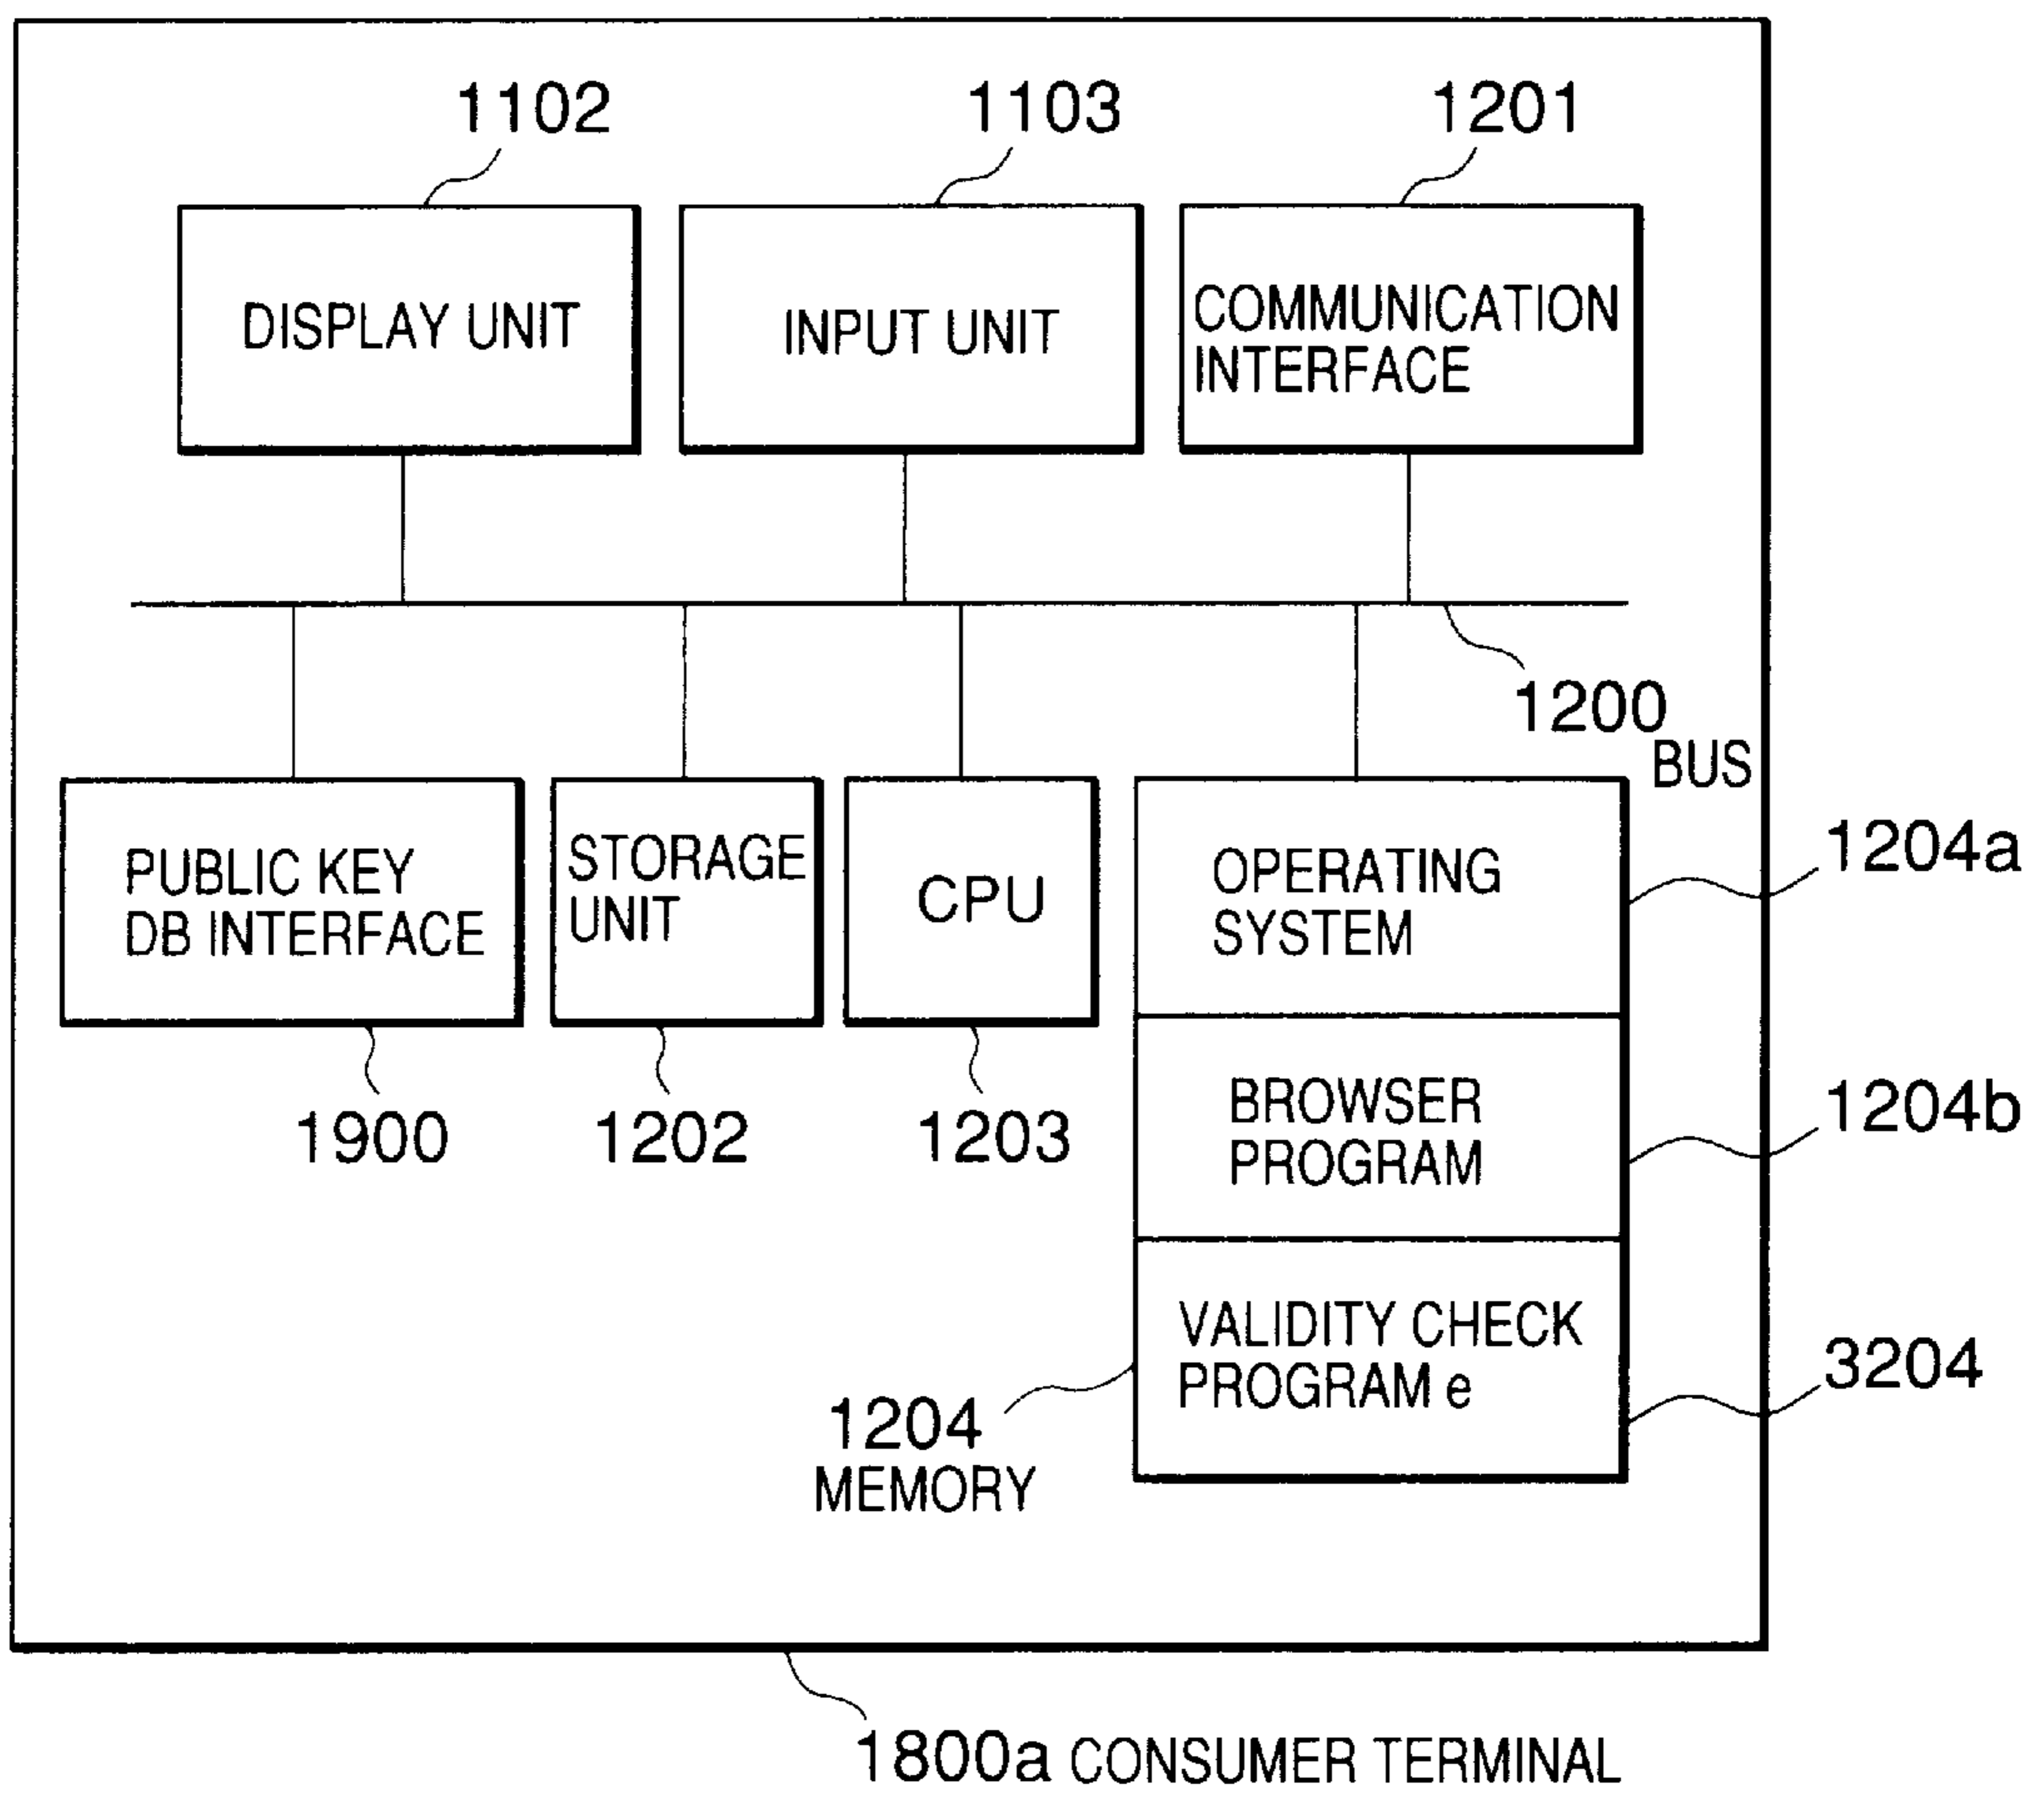 1102
1103
1201
DISPLAY UNIT
INPUT UNIT
COMMUNICATION
INTERFACE
1200
BUS
PUBLIC KEY
DB INTERFACE
STORAGE
UNIT
CPU
OPERATING
SYSTEM
1204a
1900
1202
1203
BROWSER
PROGRAM
1204b
VALIDITY CHECK
PROGRAM e
3204
1204
MEMORY
1800a CONSUMER TERMINAL